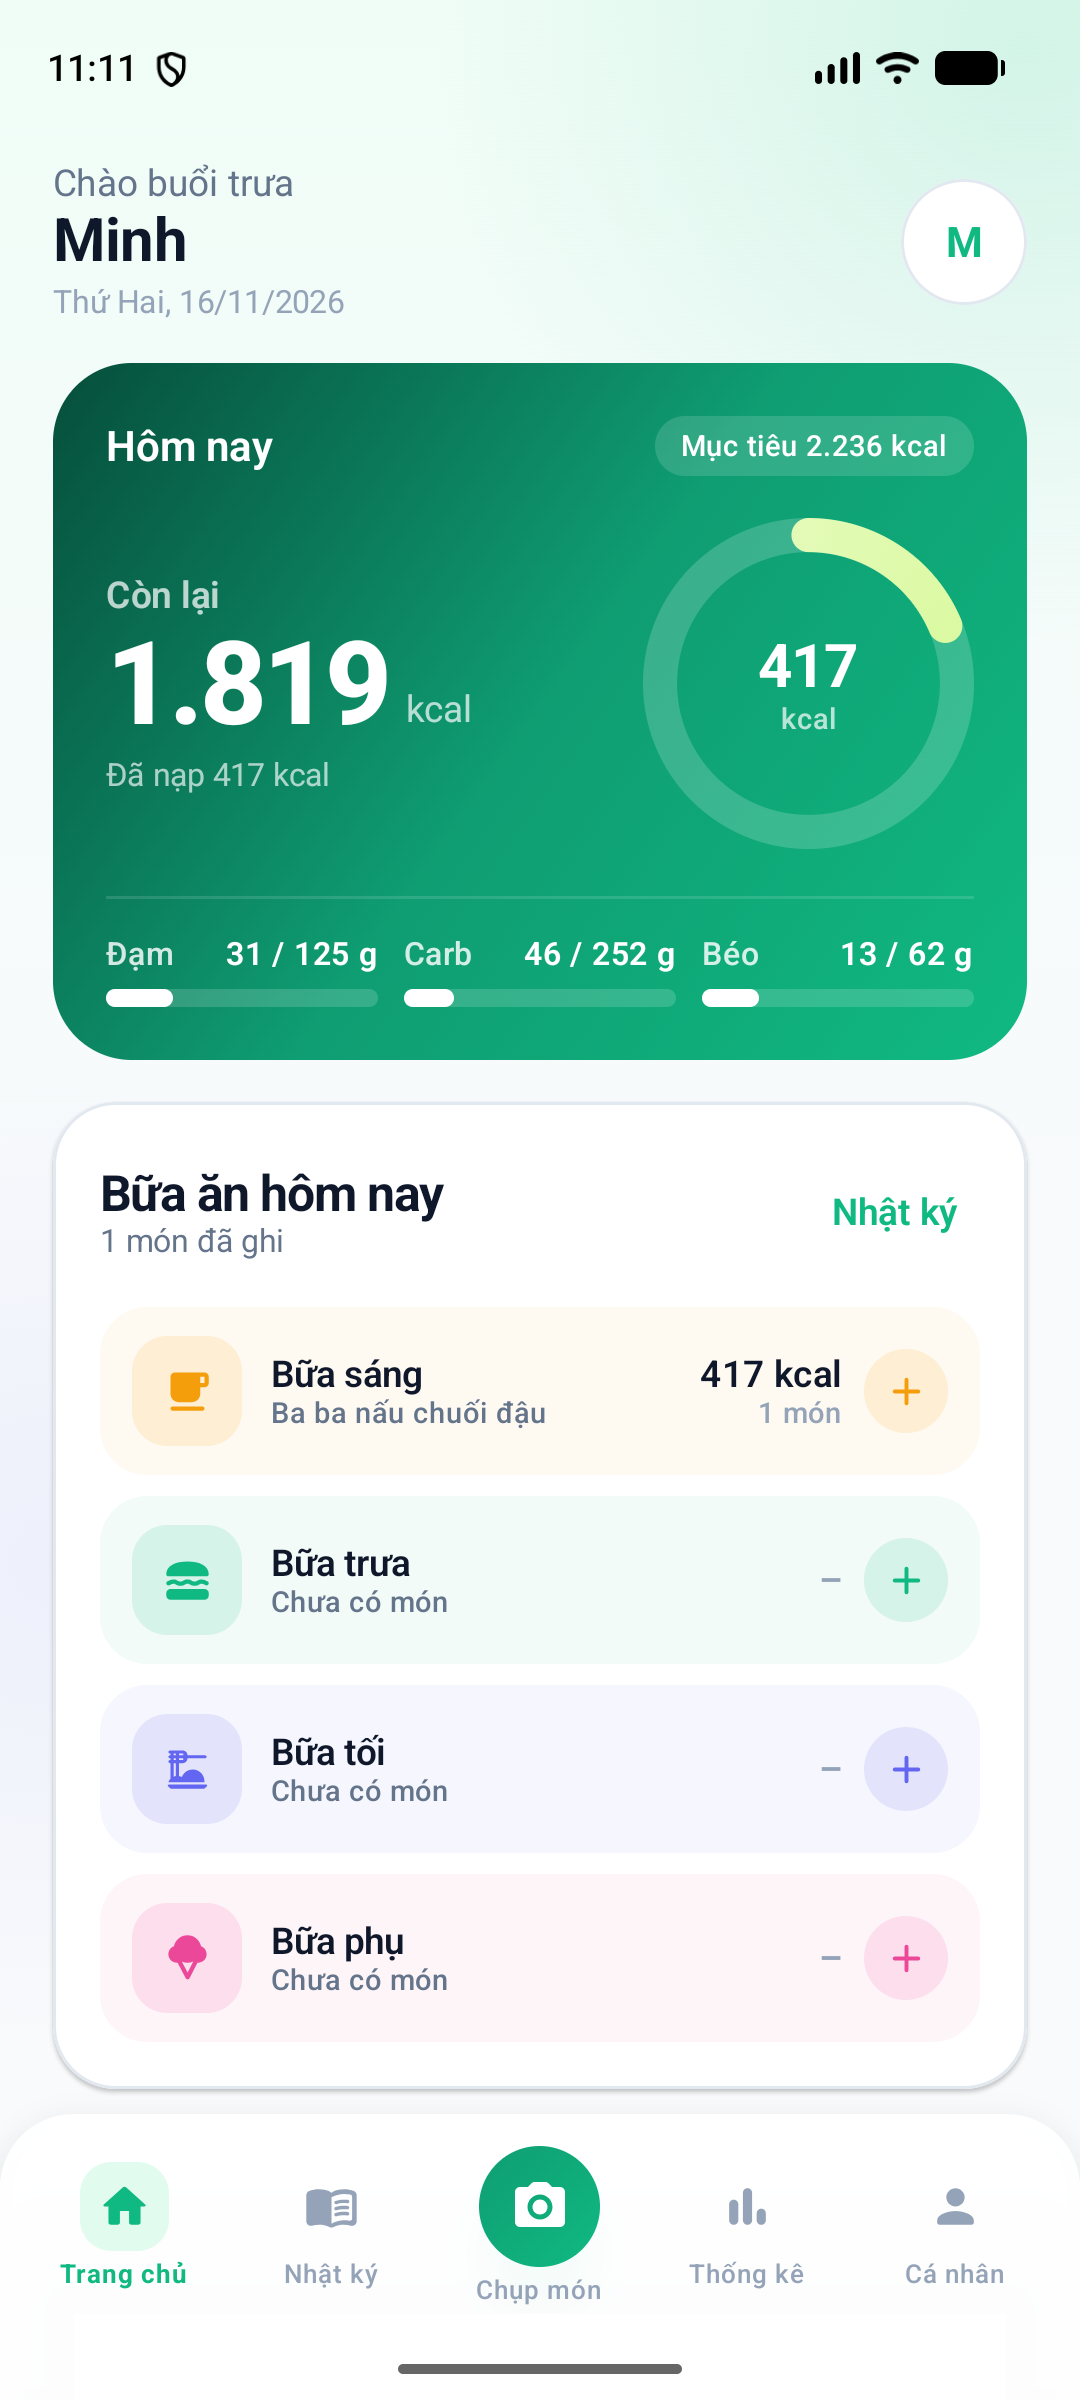 11:11
Chào buổi trưa
Minh
Thứ Hai, 16/11/2026
M
Hôm nay
Mục tiêu 2.236 kcal
Còn lại
1.819 kcal
Đã nạp 417 kcal
417
kcal
Đạm 31 / 125 g
Carb 46 / 252 g
Béo 13 / 62 g
Bữa ăn hôm nay
1 món đã ghi
Nhật ký
Bữa sáng
Ba ba nấu chuối đậu
417 kcal
1 món
Bữa trưa
Chưa có món
–
Bữa tối
Chưa có món
–
Bữa phụ
Chưa có món
–
Trang chủ
Nhật ký
Chụp món
Thống kê
Cá nhân